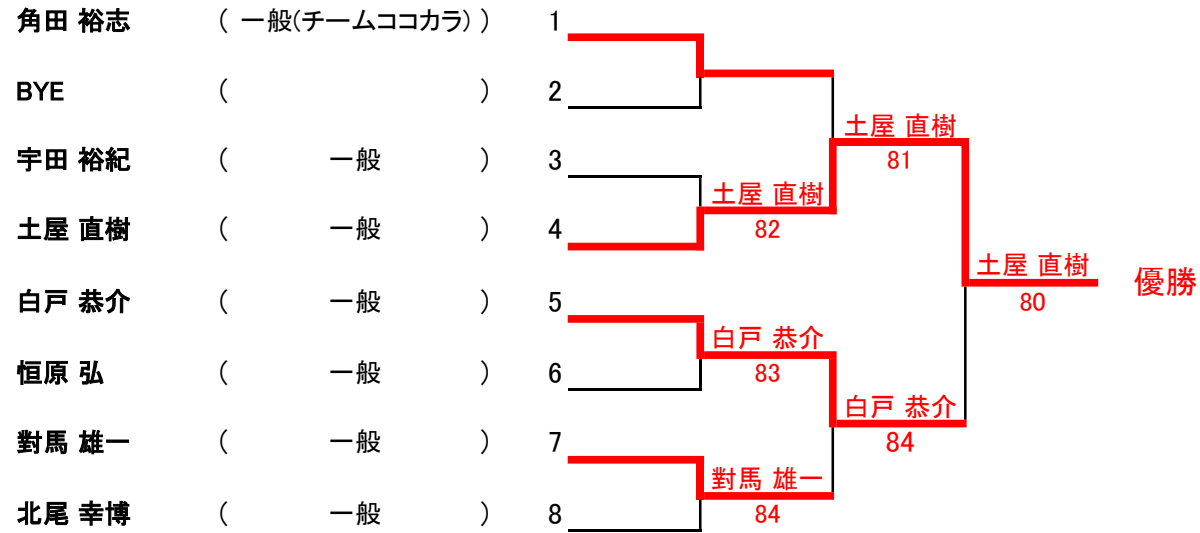 角田 裕志 ( 一般(チームココカラ) ) 1
BYE ( ) 2
土屋 直樹
81
宇田 裕紀 ( 一般 ) 3
土屋 直樹
82
土屋 直樹 ( 一般 ) 4
土屋 直樹
80
優勝
白戸 恭介 ( 一般 ) 5
白戸 恭介
83
恒原 弘 ( 一般 ) 6
白戸 恭介
84
對馬 雄一 ( 一般 ) 7
對馬 雄一
84
北尾 幸博 ( 一般 ) 8